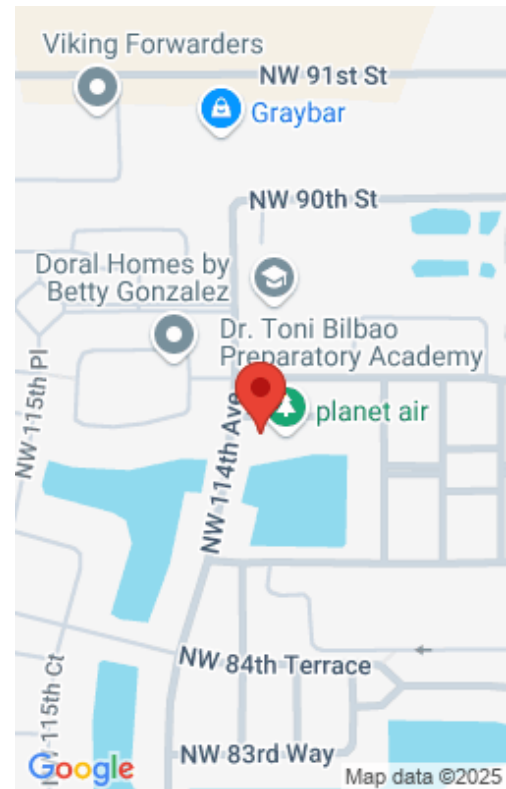 Viking Forwarders
NW 91st St
Graybar
NW 90th St
Doral Homes by
Betty Gonzalez
Dr. Toni Bilbao
Preparatory Academy
NW 115th Pl
NW 114th Ave
planet air
NW 84th Terrace
NW 115th Ct
NW 83rd Way
Google
Map data ©2025